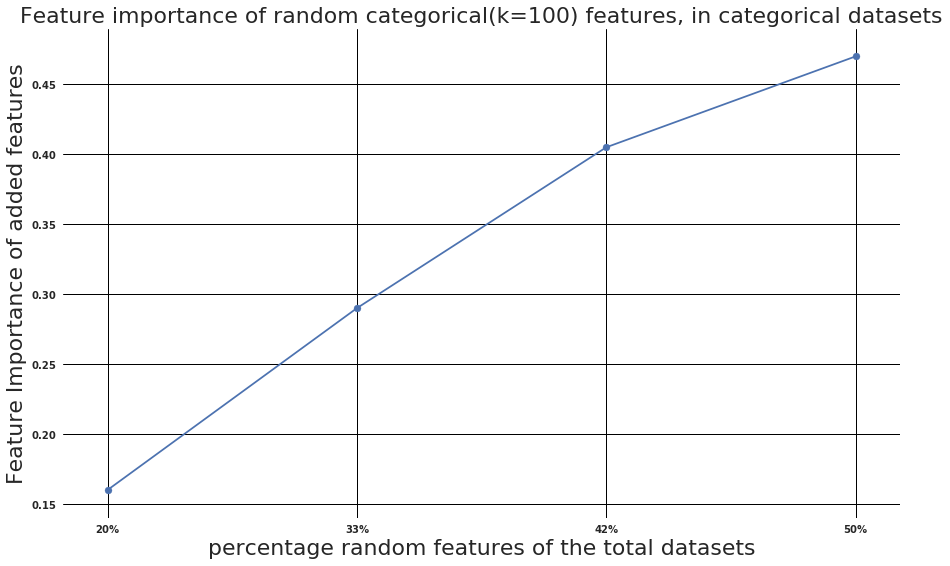 Feature importance of random categorical(k=100) features, in categorical datasets
Feature Importance of added features
0.45
0.40
0.35
0.30
0.25
0.20
0.15
20% 33% 42% 50%
percentage random features of the total datasets